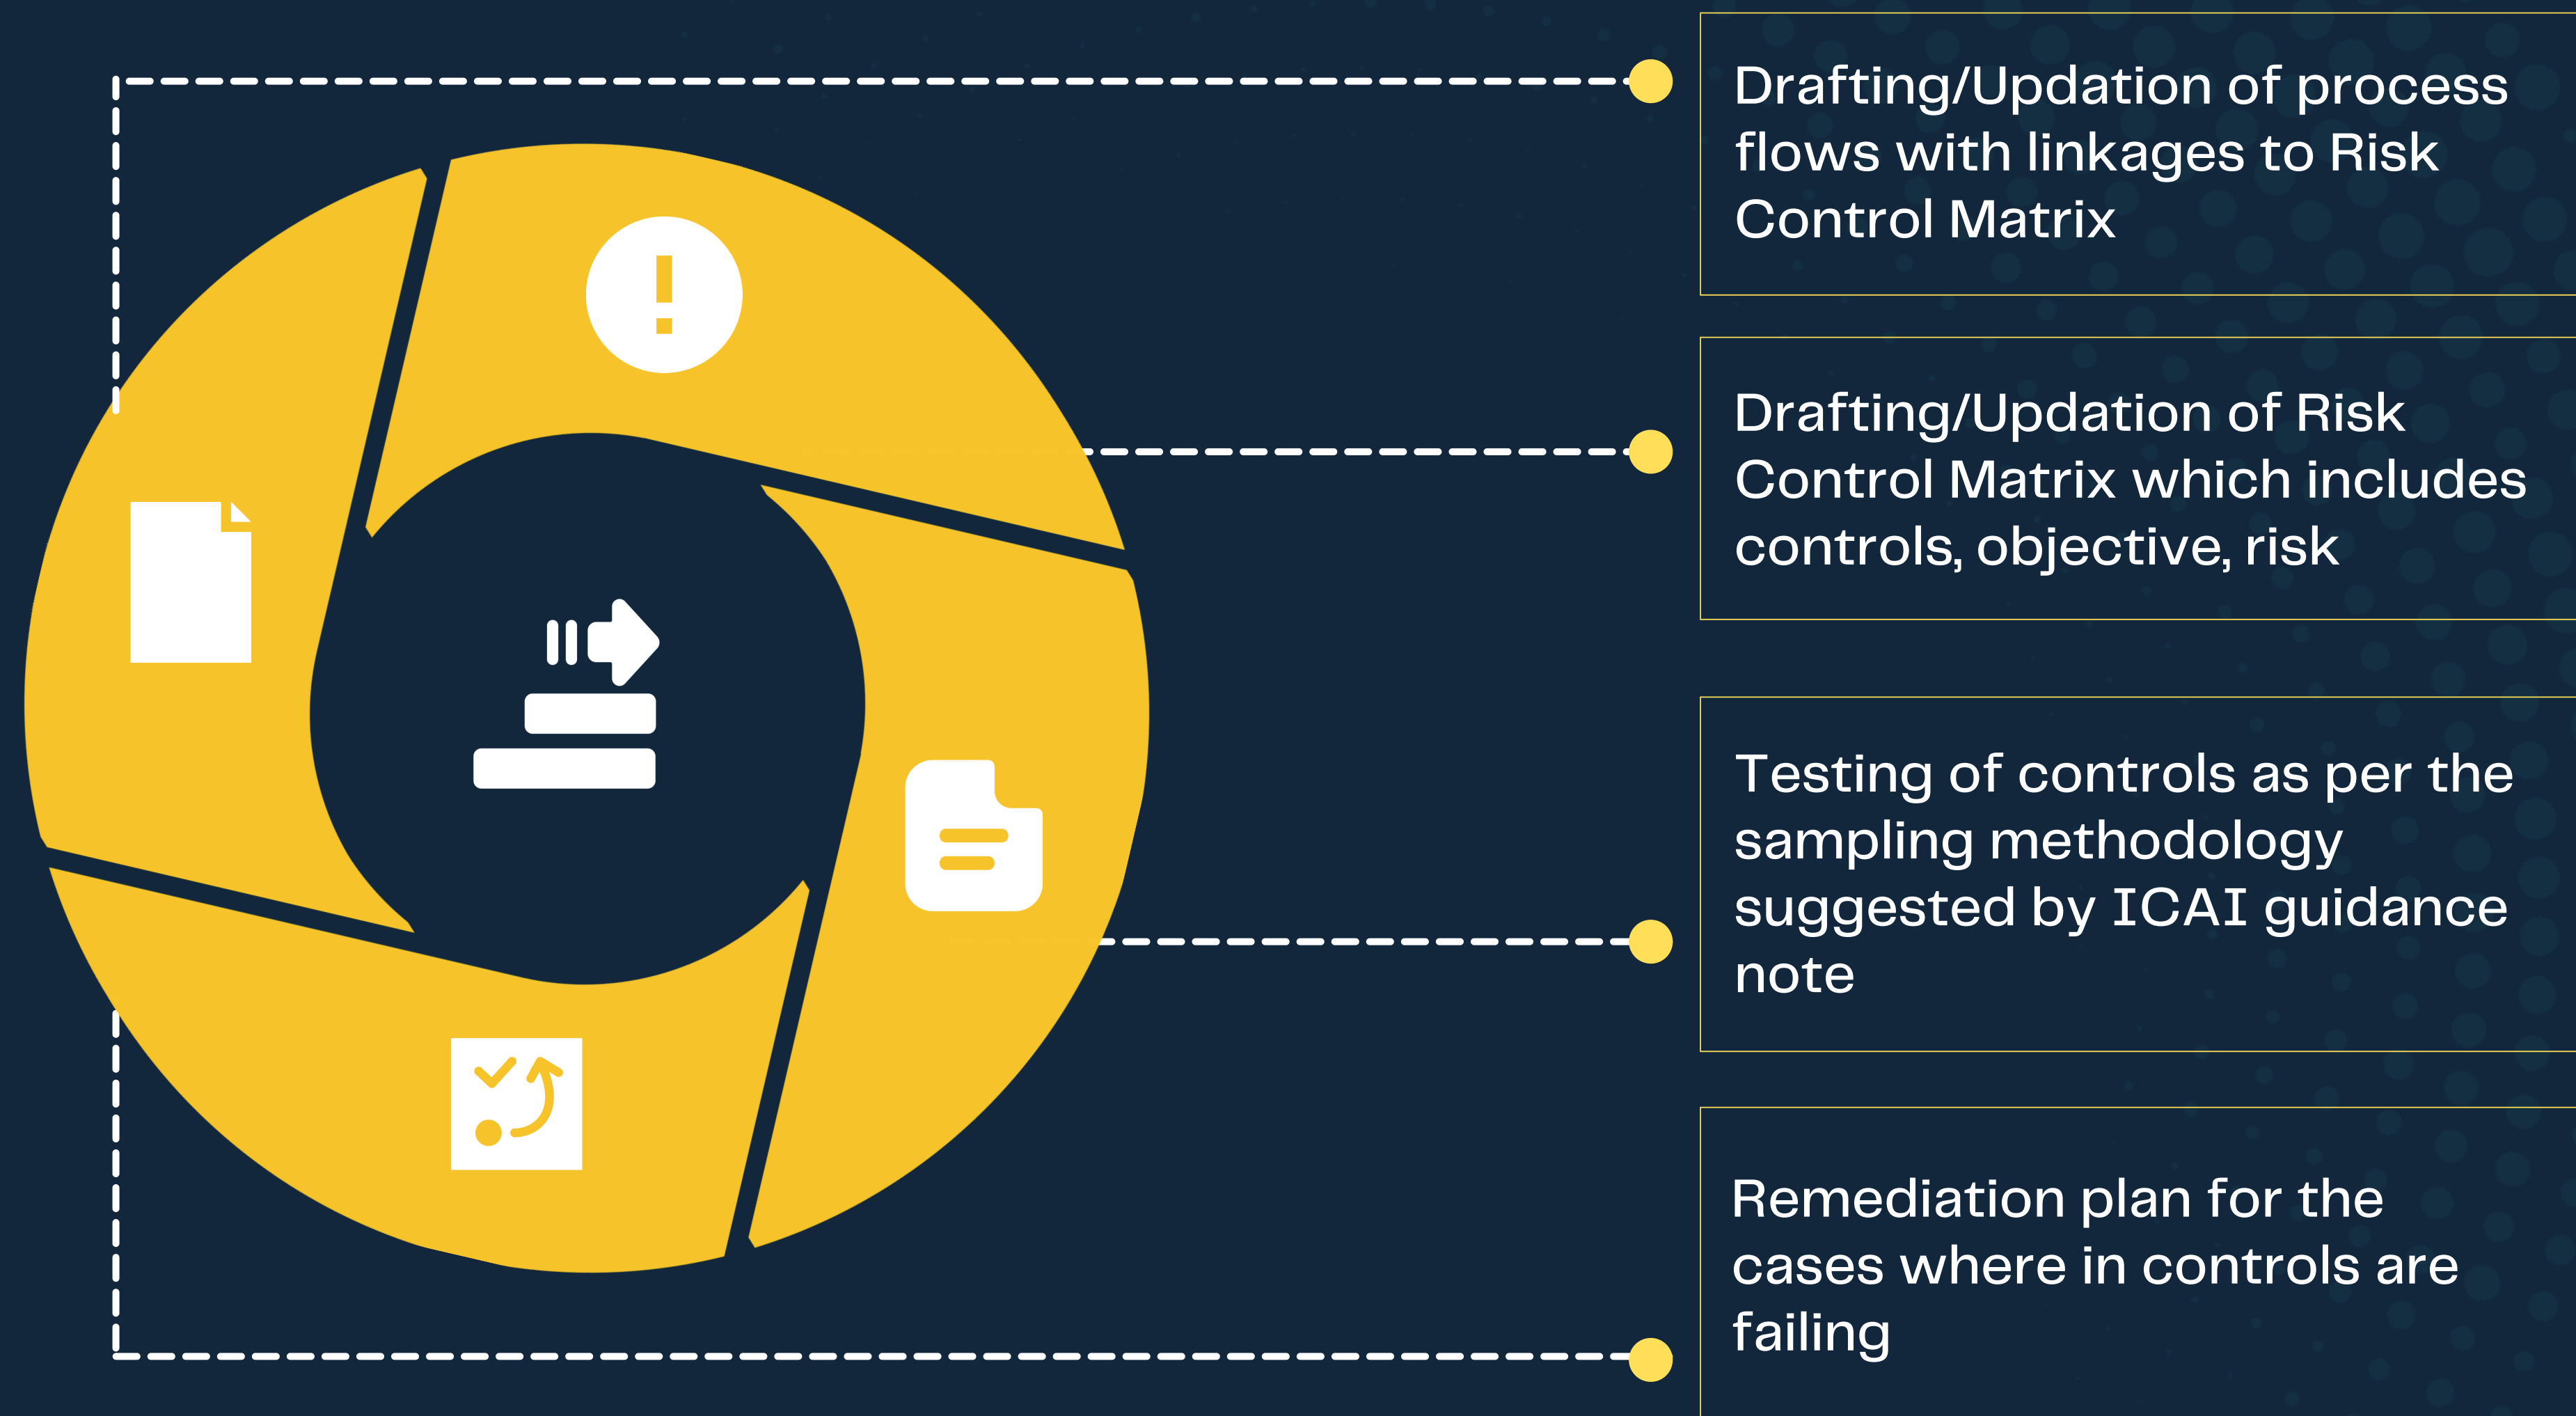 Drafting/Updation of process
flows with linkages to Risk
Control Matrix
Drafting/Updation of Risk
Control Matrix which includes
controls, objective, risk
Testing of controls as per the
sampling methodology
suggested by ICAI guidance
note
Remediation plan for the
cases where in controls are
failing